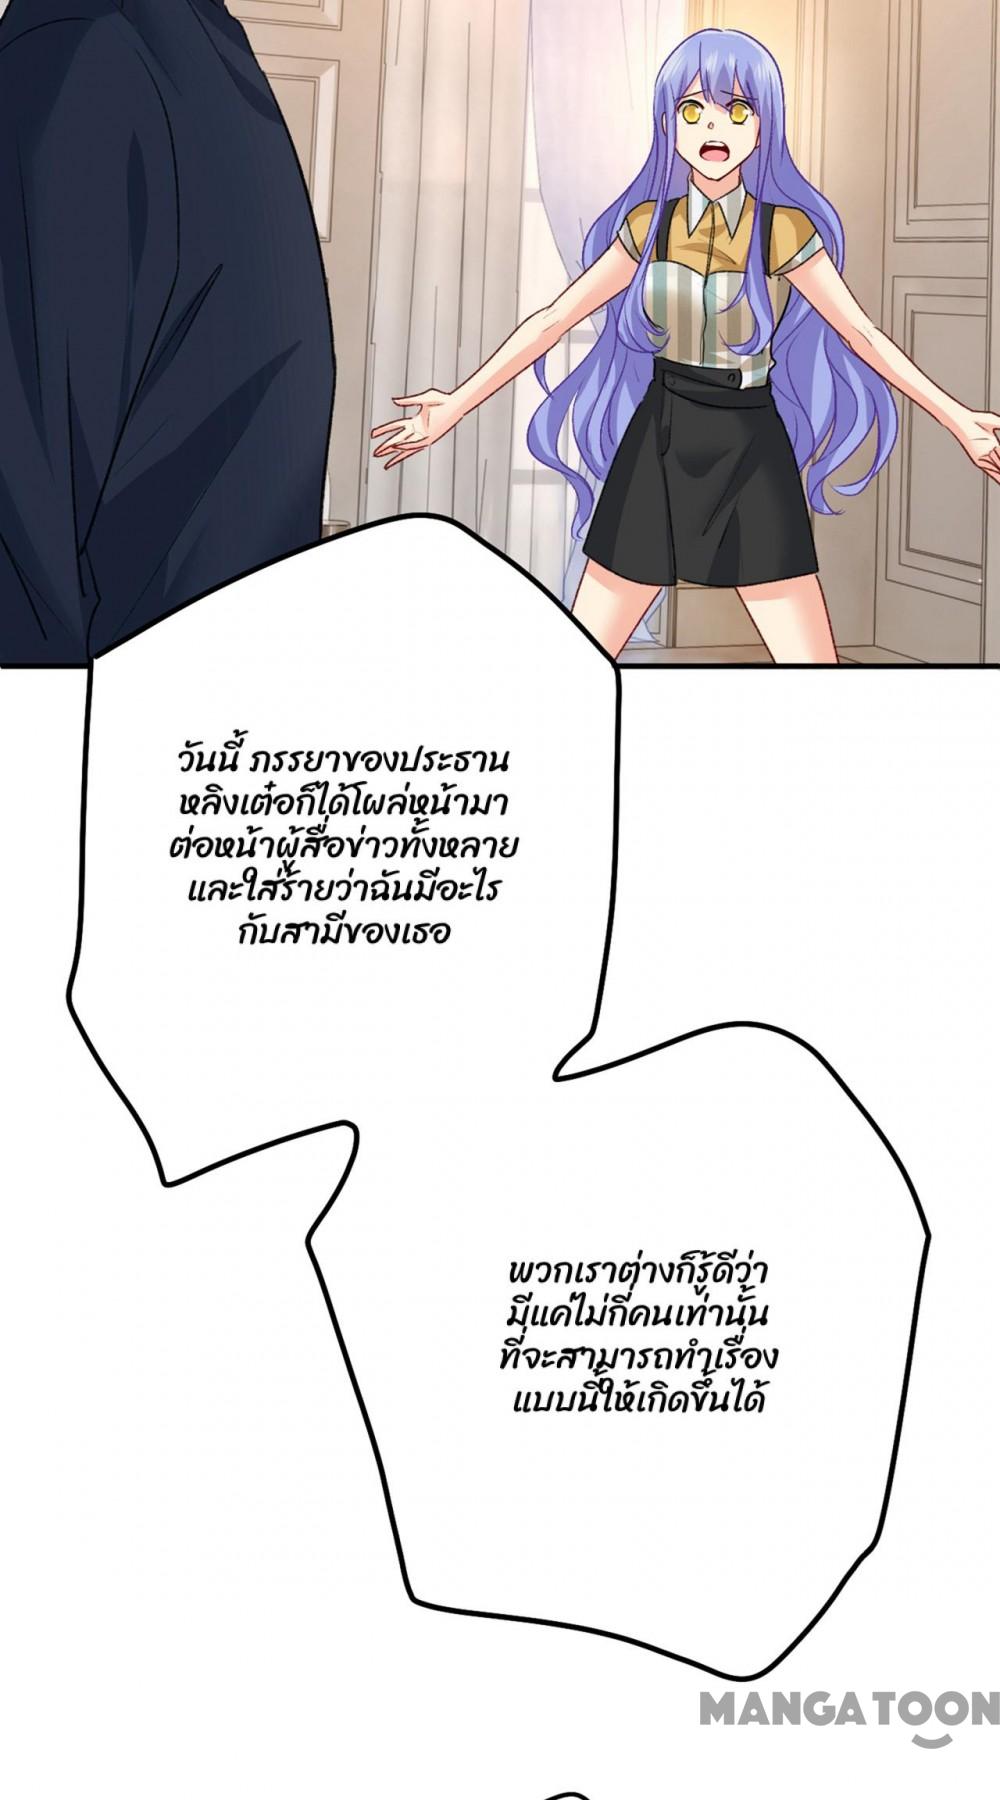 วันนี้ ภรรยาของประธาน
หลิงเต๋อก็ได้โผล่หน้ามา
ต่อหน้าผู้สื่อข่าวทั้งหลาย
และใส่ร้ายว่าฉันมีอะไร
กับสามีของเธอ
พวกเราต่างก็รู้ดีว่า
มีแค่ไม่กี่คนเท่านั้น
ที่จะสามารถทำเรื่อง
แบบนี้ให้เกิดขึ้นได้
MANGATOON